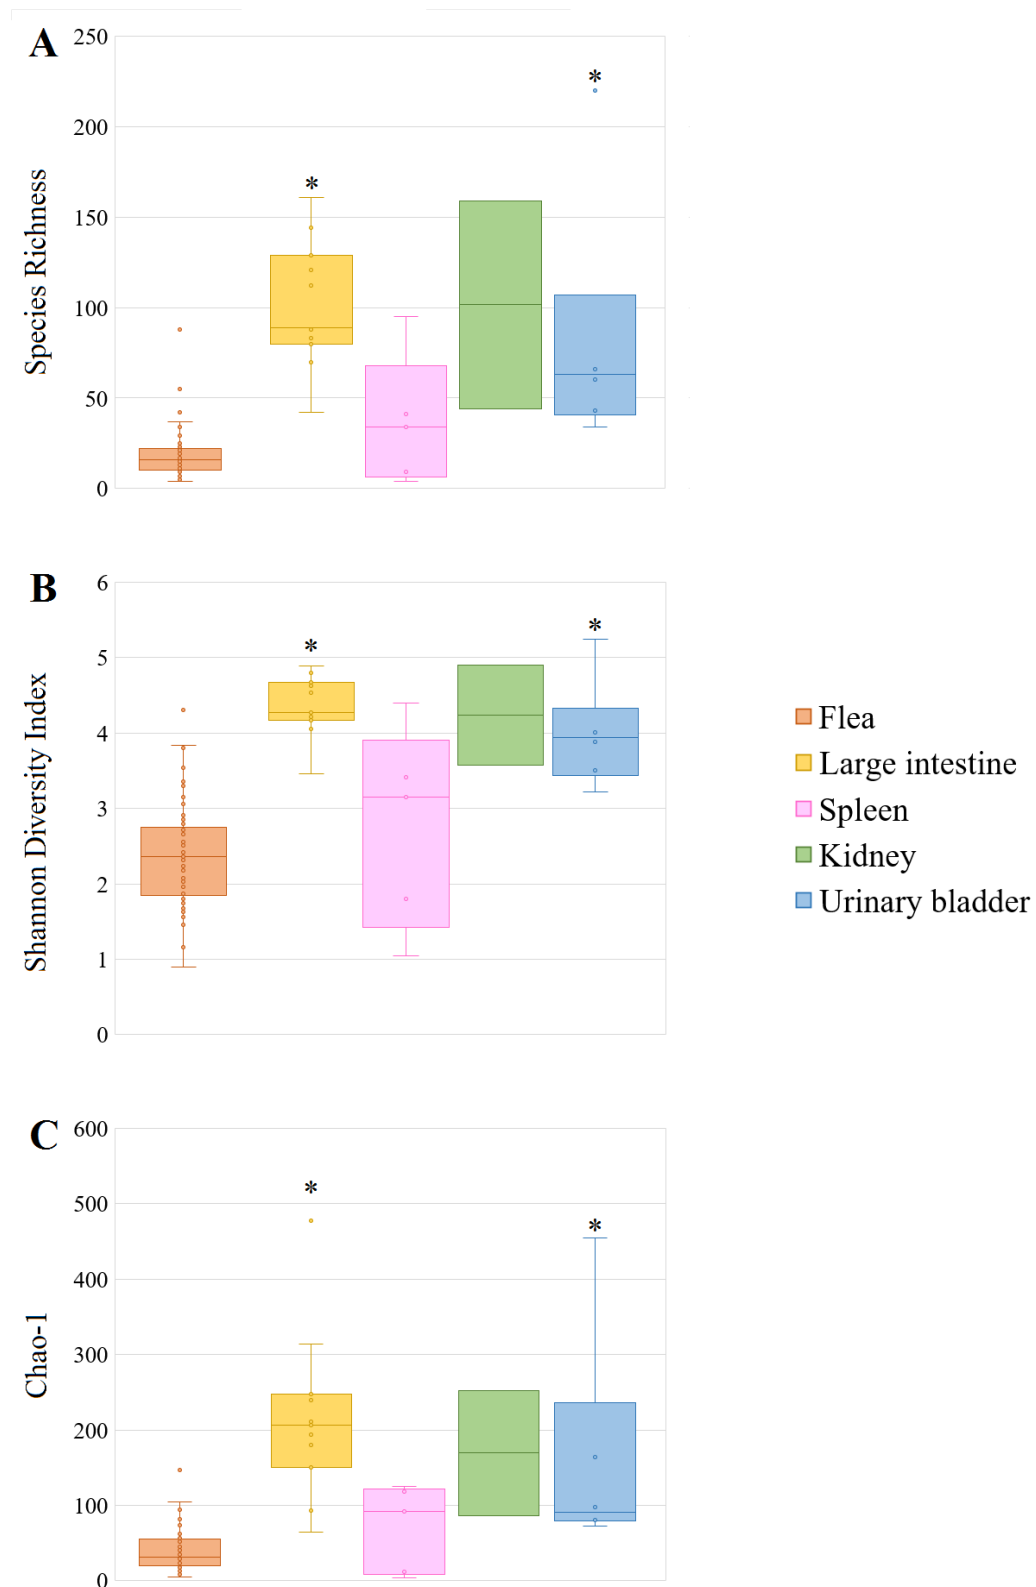 A
250
200
150
100
50
0
Species Richness
*
*
B
6
5
4
3
2
1
0
Shannon Diversity Index
*
*
Flea
Large intestine
Spleen
Kidney
Urinary bladder
C
600
500
400
300
200
100
0
Chao-1
*
*